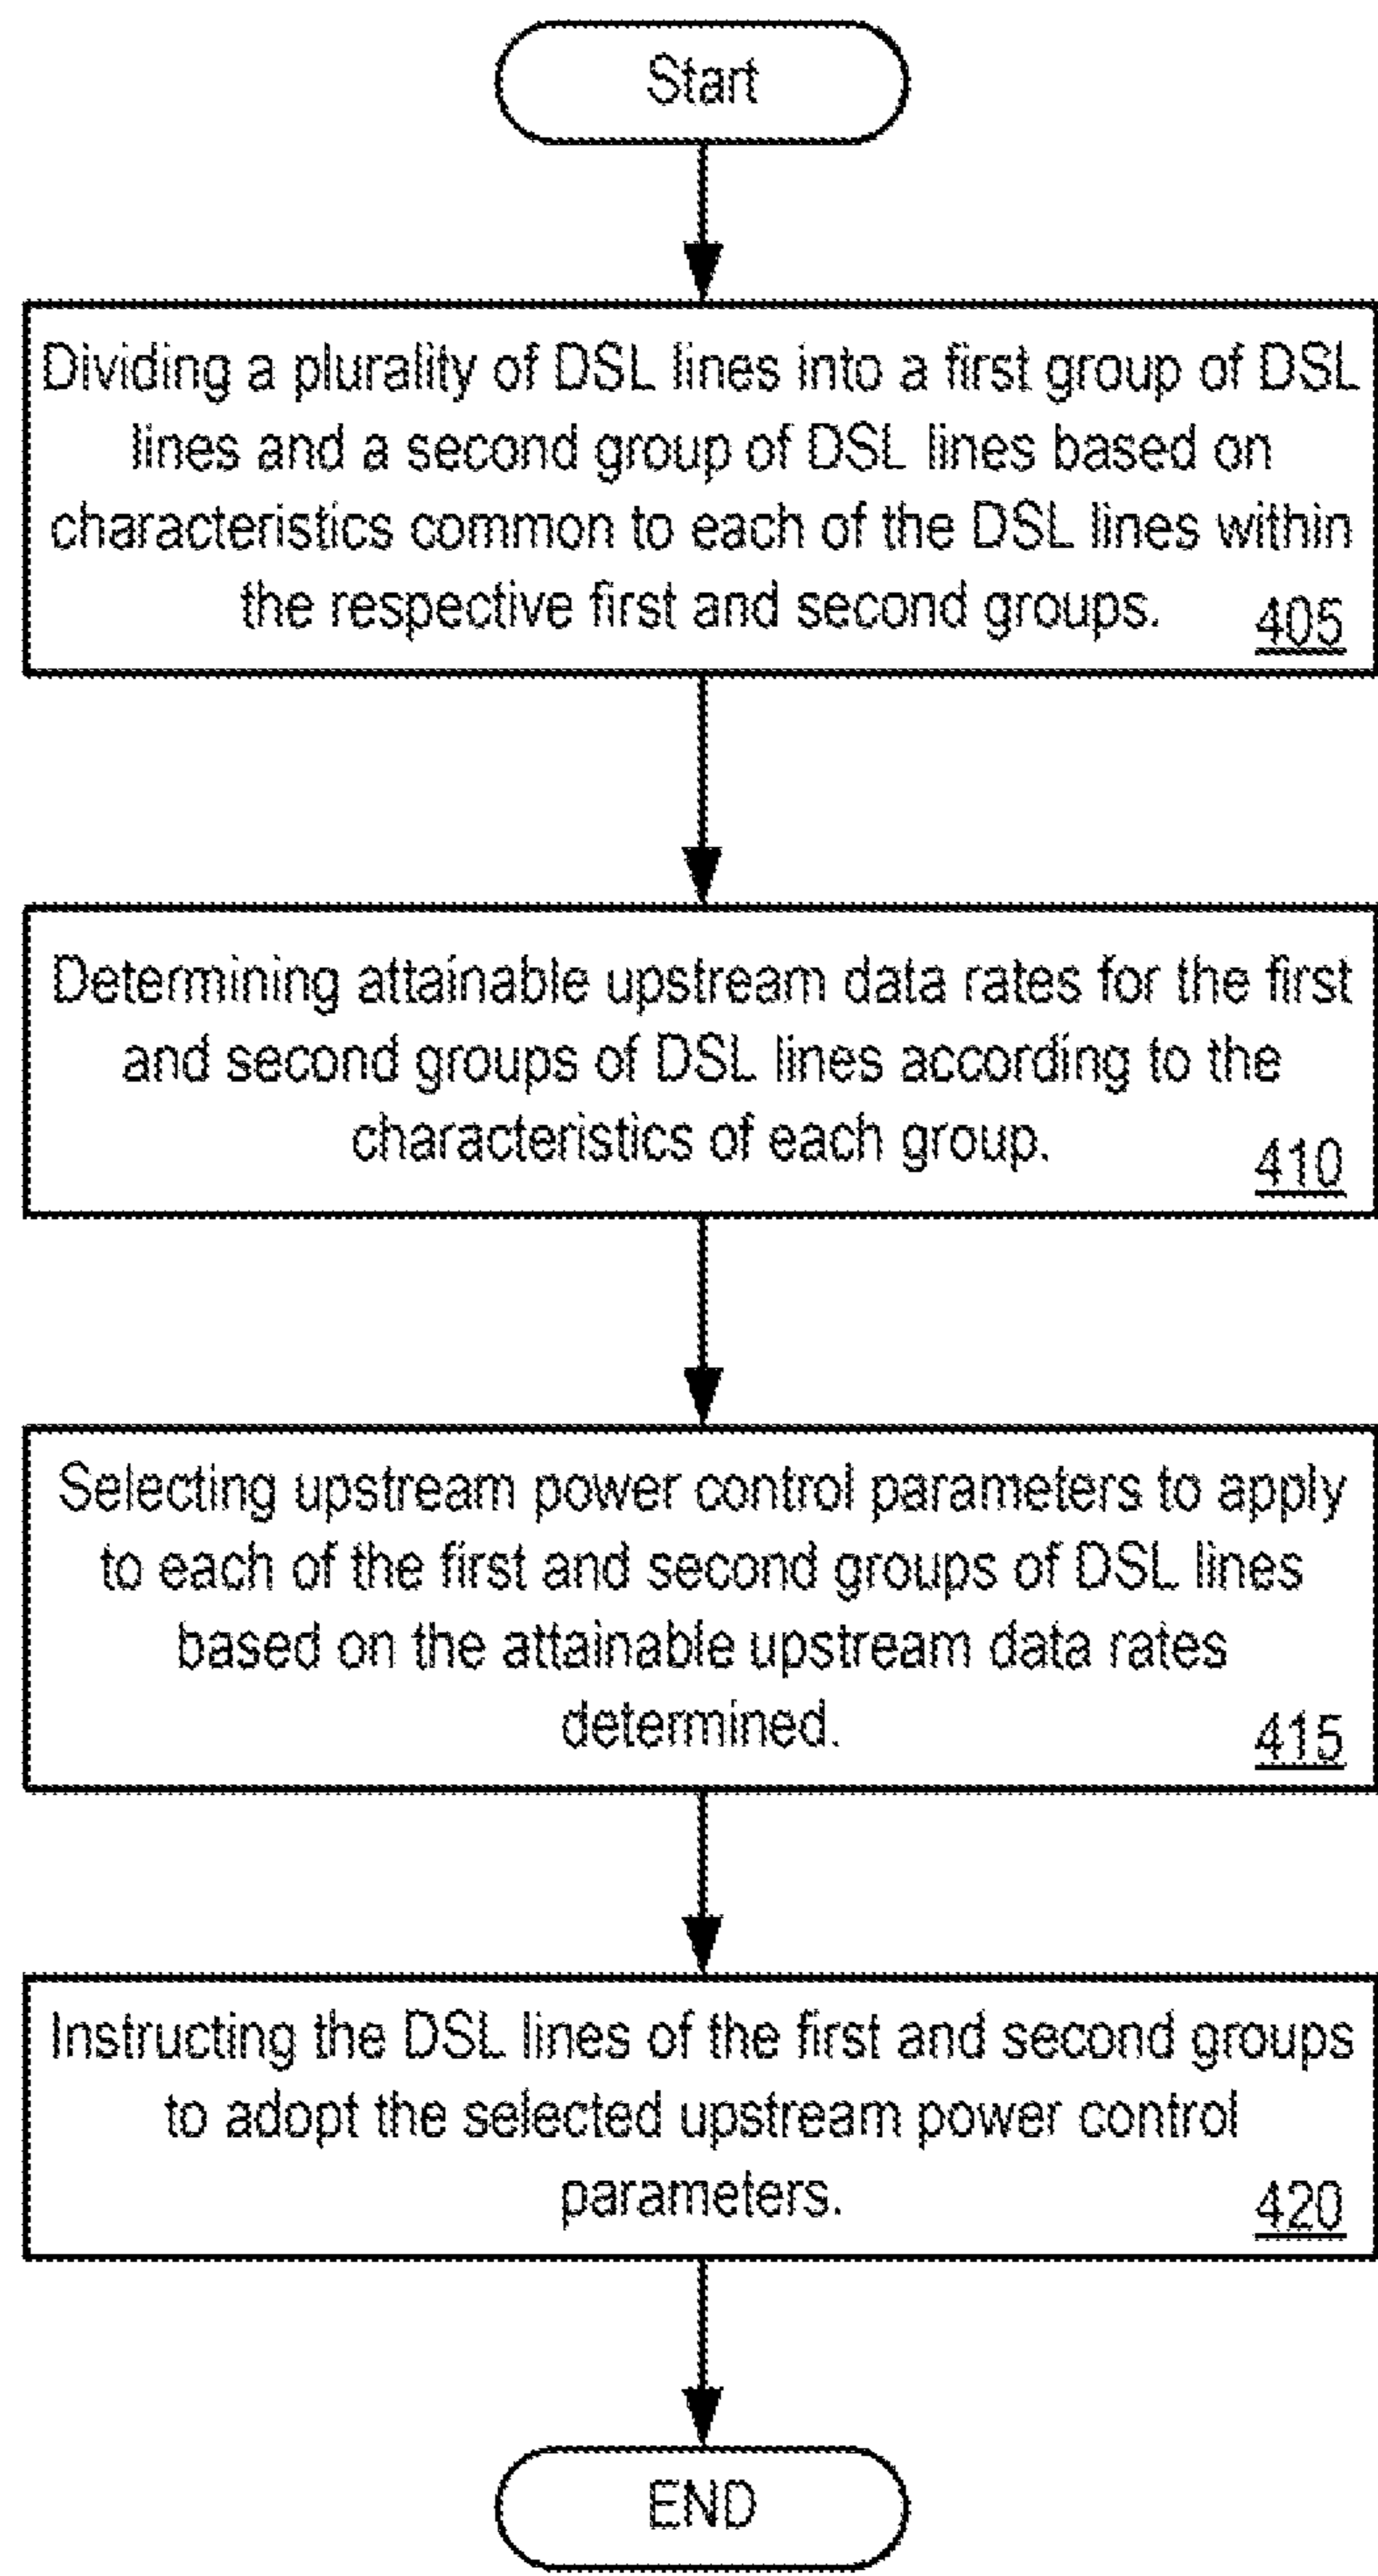 Start
Dividing a plurality of DSL lines into a first group of DSL
lines and a second group of DSL lines based on
characteristics common to each of the DSL lines within
the respective first and second groups. 405
Determining attainable upstream data rates for the first
and second groups of DSL lines according to the
characteristics of each group. 410
Selecting upstream power control parameters to apply
to each of the first and second groups of DSL lines
based on the attainable upstream data rates
determined. 415
Instructing the DSL lines of the first and second groups
to adopt the selected upstream power control
parameters. 420
END